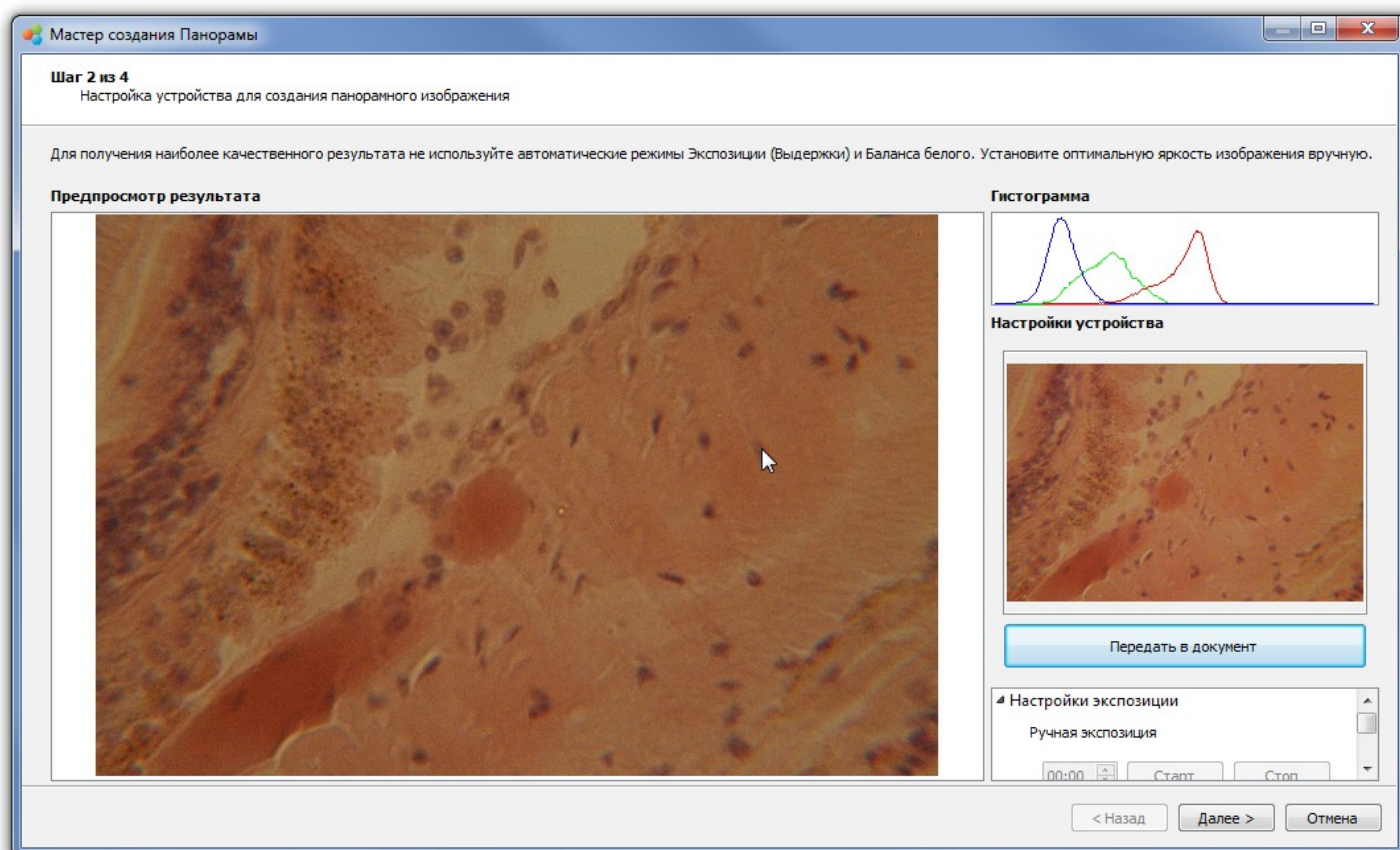 Мастер создания Панорамы
Шаг 2 из 4
Настройка устройства для создания панорамного изображения
Для получения наиболее качественного результата не используйте автоматические режимы Экспозиции (Выдержки) и Баланса белого. Установите оптимальную яркость изображения вручную.
Предпросмотр результата
Гистограмма
Настройки устройства
Передать в документ
Настройки экспозиции
Ручная экспозиция
00:00 Старт Стоп
< Назад Далее > Отмена